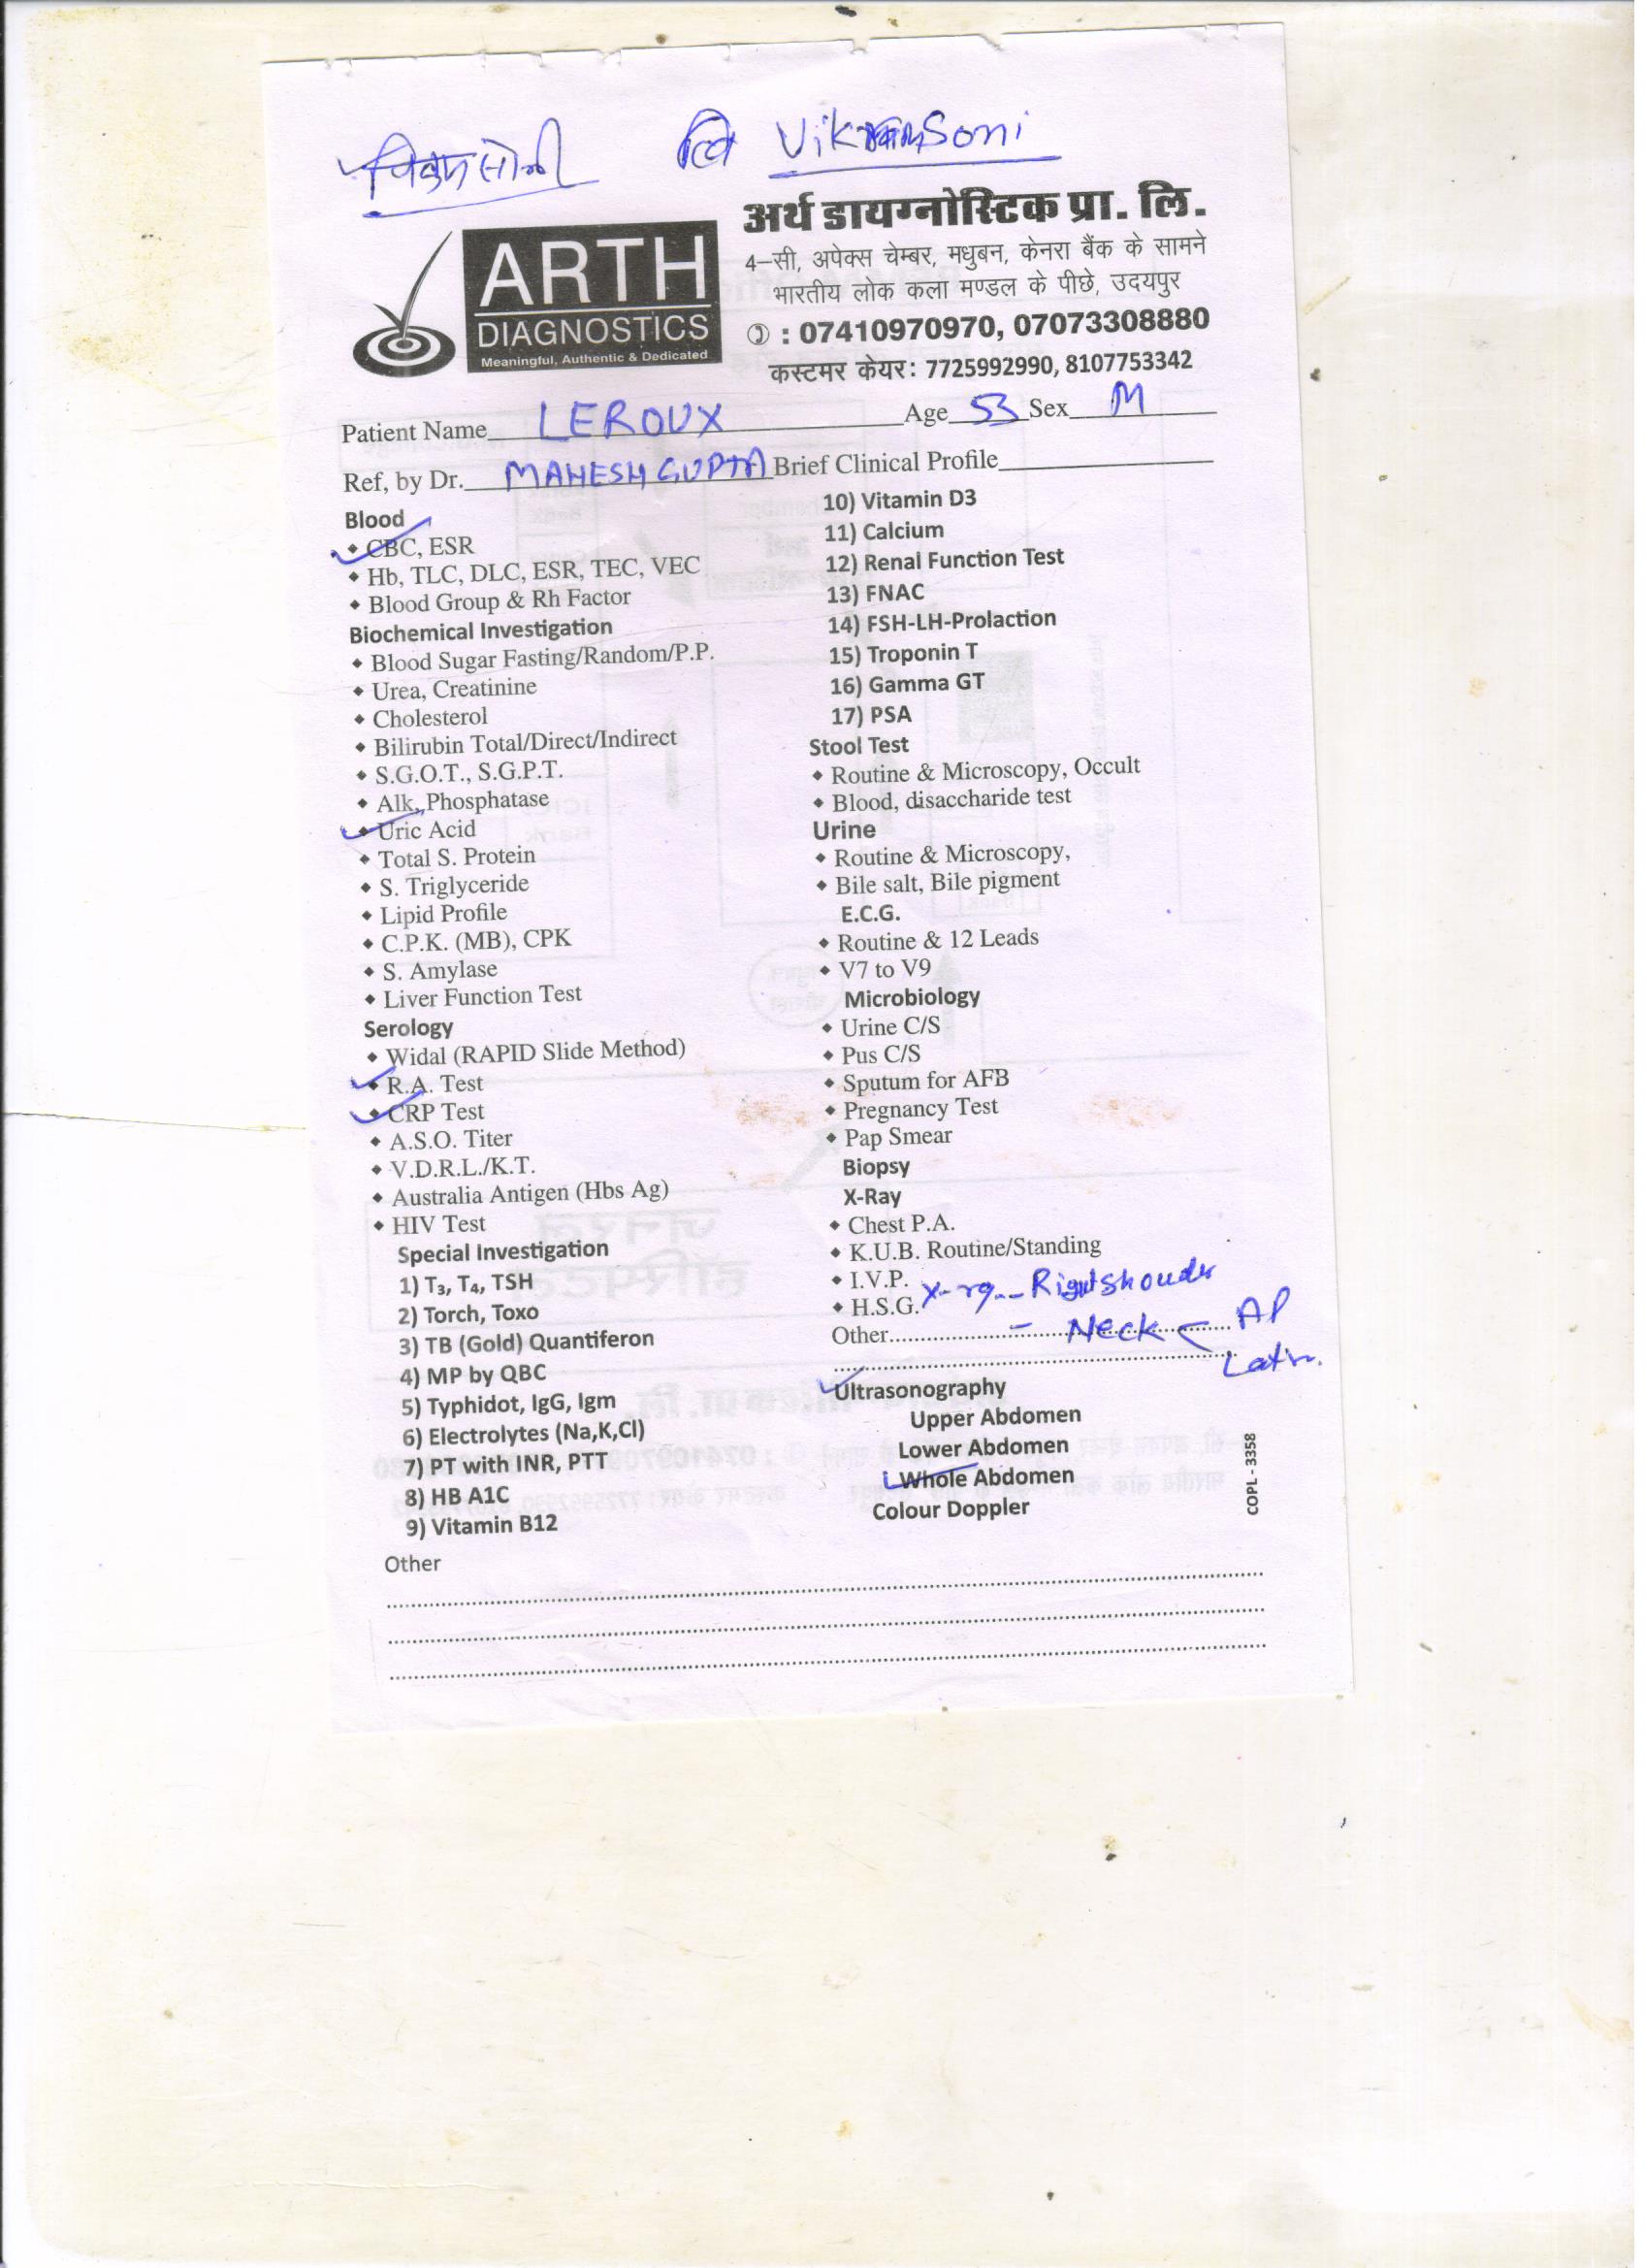 विक्रम सोनी वि Vikram Soni
अर्थ डायग्नोस्टिक प्रा. लि.
4–सी, अपेक्स चेम्बर, मधुबन, केनरा बैंक के सामने
भारतीय लोक कला मण्डल के पीछे, उदयपुर
: 07410970970, 07073308880
कस्टमर केयर: 7725992990, 8107753342
ARTH
DIAGNOSTICS
Meaningful, Authentic & Dedicated
Patient Name LEROUX Age 53 Sex M
Ref, by Dr. MAHESH GUPTA Brief Clinical Profile
Blood
CBC, ESR
Hb, TLC, DLC, ESR, TEC, VEC
Blood Group & Rh Factor
Biochemical Investigation
Blood Sugar Fasting/Random/P.P.
Urea, Creatinine
Cholesterol
Bilirubin Total/Direct/Indirect
S.G.O.T., S.G.P.T.
Alk, Phosphatase
Uric Acid
Total S. Protein
S. Triglyceride
Lipid Profile
C.P.K. (MB), CPK
S. Amylase
Liver Function Test
Serology
Widal (RAPID Slide Method)
R.A. Test
CRP Test
A.S.O. Titer
V.D.R.L./K.T.
Australia Antigen (Hbs Ag)
HIV Test
Special Investigation
1) T₃, T₄, TSH
2) Torch, Toxo
3) TB (Gold) Quantiferon
4) MP by QBC
5) Typhidot, IgG, Igm
6) Electrolytes (Na,K,Cl)
7) PT with INR, PTT
8) HB A1C
9) Vitamin B12
10) Vitamin D3
11) Calcium
12) Renal Function Test
13) FNAC
14) FSH-LH-Prolaction
15) Troponin T
16) Gamma GT
17) PSA
Stool Test
Routine & Microscopy, Occult
Blood, disaccharide test
Urine
Routine & Microscopy,
Bile salt, Bile pigment
E.C.G.
Routine & 12 Leads
V7 to V9
Microbiology
Urine C/S
Pus C/S
Sputum for AFB
Pregnancy Test
Pap Smear
Biopsy
X-Ray
Chest P.A.
K.U.B. Routine/Standing
I.V.P.
H.S.G. X-ray - Right Shoulder
Other - Neck < AP
Latr.
Ultrasonography
Upper Abdomen
Lower Abdomen
Whole Abdomen
Colour Doppler
COPL - 3358
Other